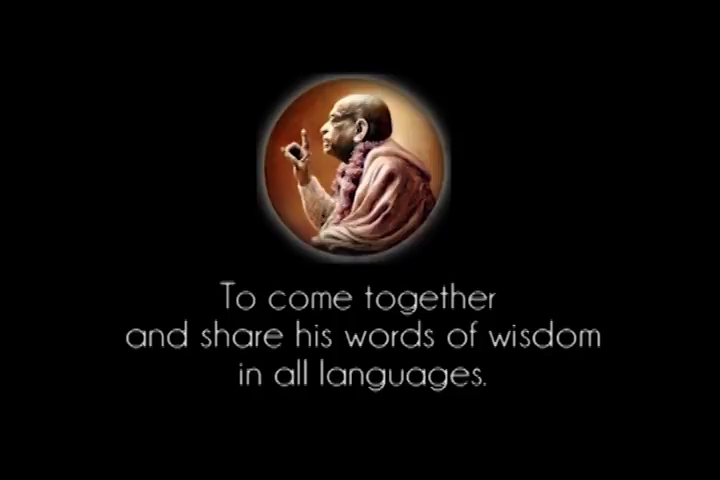 To come together
and share his words of wisdom
in all languages.